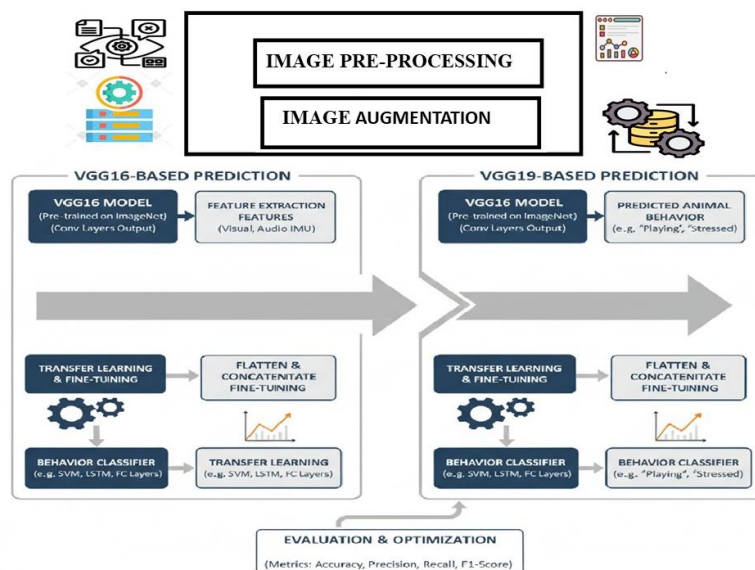 IMAGE PRE-PROCESSING
IMAGE AUGMENTATION
VGG16-BASED PREDICTION
VGG16 MODEL
(Pre-trained on ImageNet)
(Conv Layers Output)
FEATURE EXTRACTION
FEATURES
(Visual, Audio IMU)
TRANSFER LEARNING
& FINE-TUINING
FLATTEN &
CONCATENITATE
FINE-TUINING
BEHAVIOR CLASSIFIER
(e.g. SVM, LSTM, FC Layers)
TRANSFER LEARNING
(e.g. SVM, LSTM, FC Layers)
VGG19-BASED PREDICTION
VGG16 MODEL
(Pre-trained on ImageNet)
(Conv Layers Output)
PREDICTED ANIMAL
BEHAVIOR
(e.g, "Playing', "Stressed)
TRANSFER LEARNING
& FINE-TUINING
FLATTEN &
CONCATENITATE
FINE-TUINING
BEHAVIOR CLASSIFIER
(e.g. SVM, LSTM, FC Layers)
BEHAVIOR CLASSIFIER
(e.g., "Playing', 'Stressed)
EVALUATION & OPTIMIZATION
(Metrics: Accuracy, Precision, Recall, F1-Score)